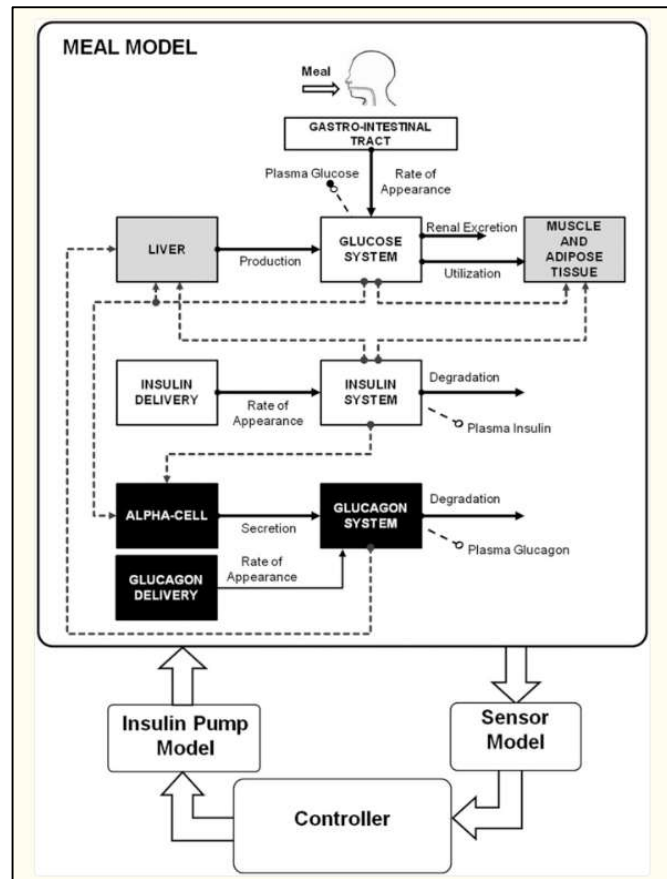 MEAL MODEL
Meal
GASTRO-INTESTINAL
TRACT
Plasma Glucose
Rate of
Appearance
LIVER
Production
GLUCOSE
SYSTEM
Renal Excretion
Utilization
MUSCLE
AND
ADIPOSE
TISSUE
INSULIN
DELIVERY
Rate of
Appearance
INSULIN
SYSTEM
Degradation
Plasma Insulin
ALPHA-CELL
Secretion
GLUCAGON
SYSTEM
Degradation
Plasma Glucagon
GLUCAGON
DELIVERY
Rate of
Appearance
Insulin Pump
Model
Sensor
Model
Controller